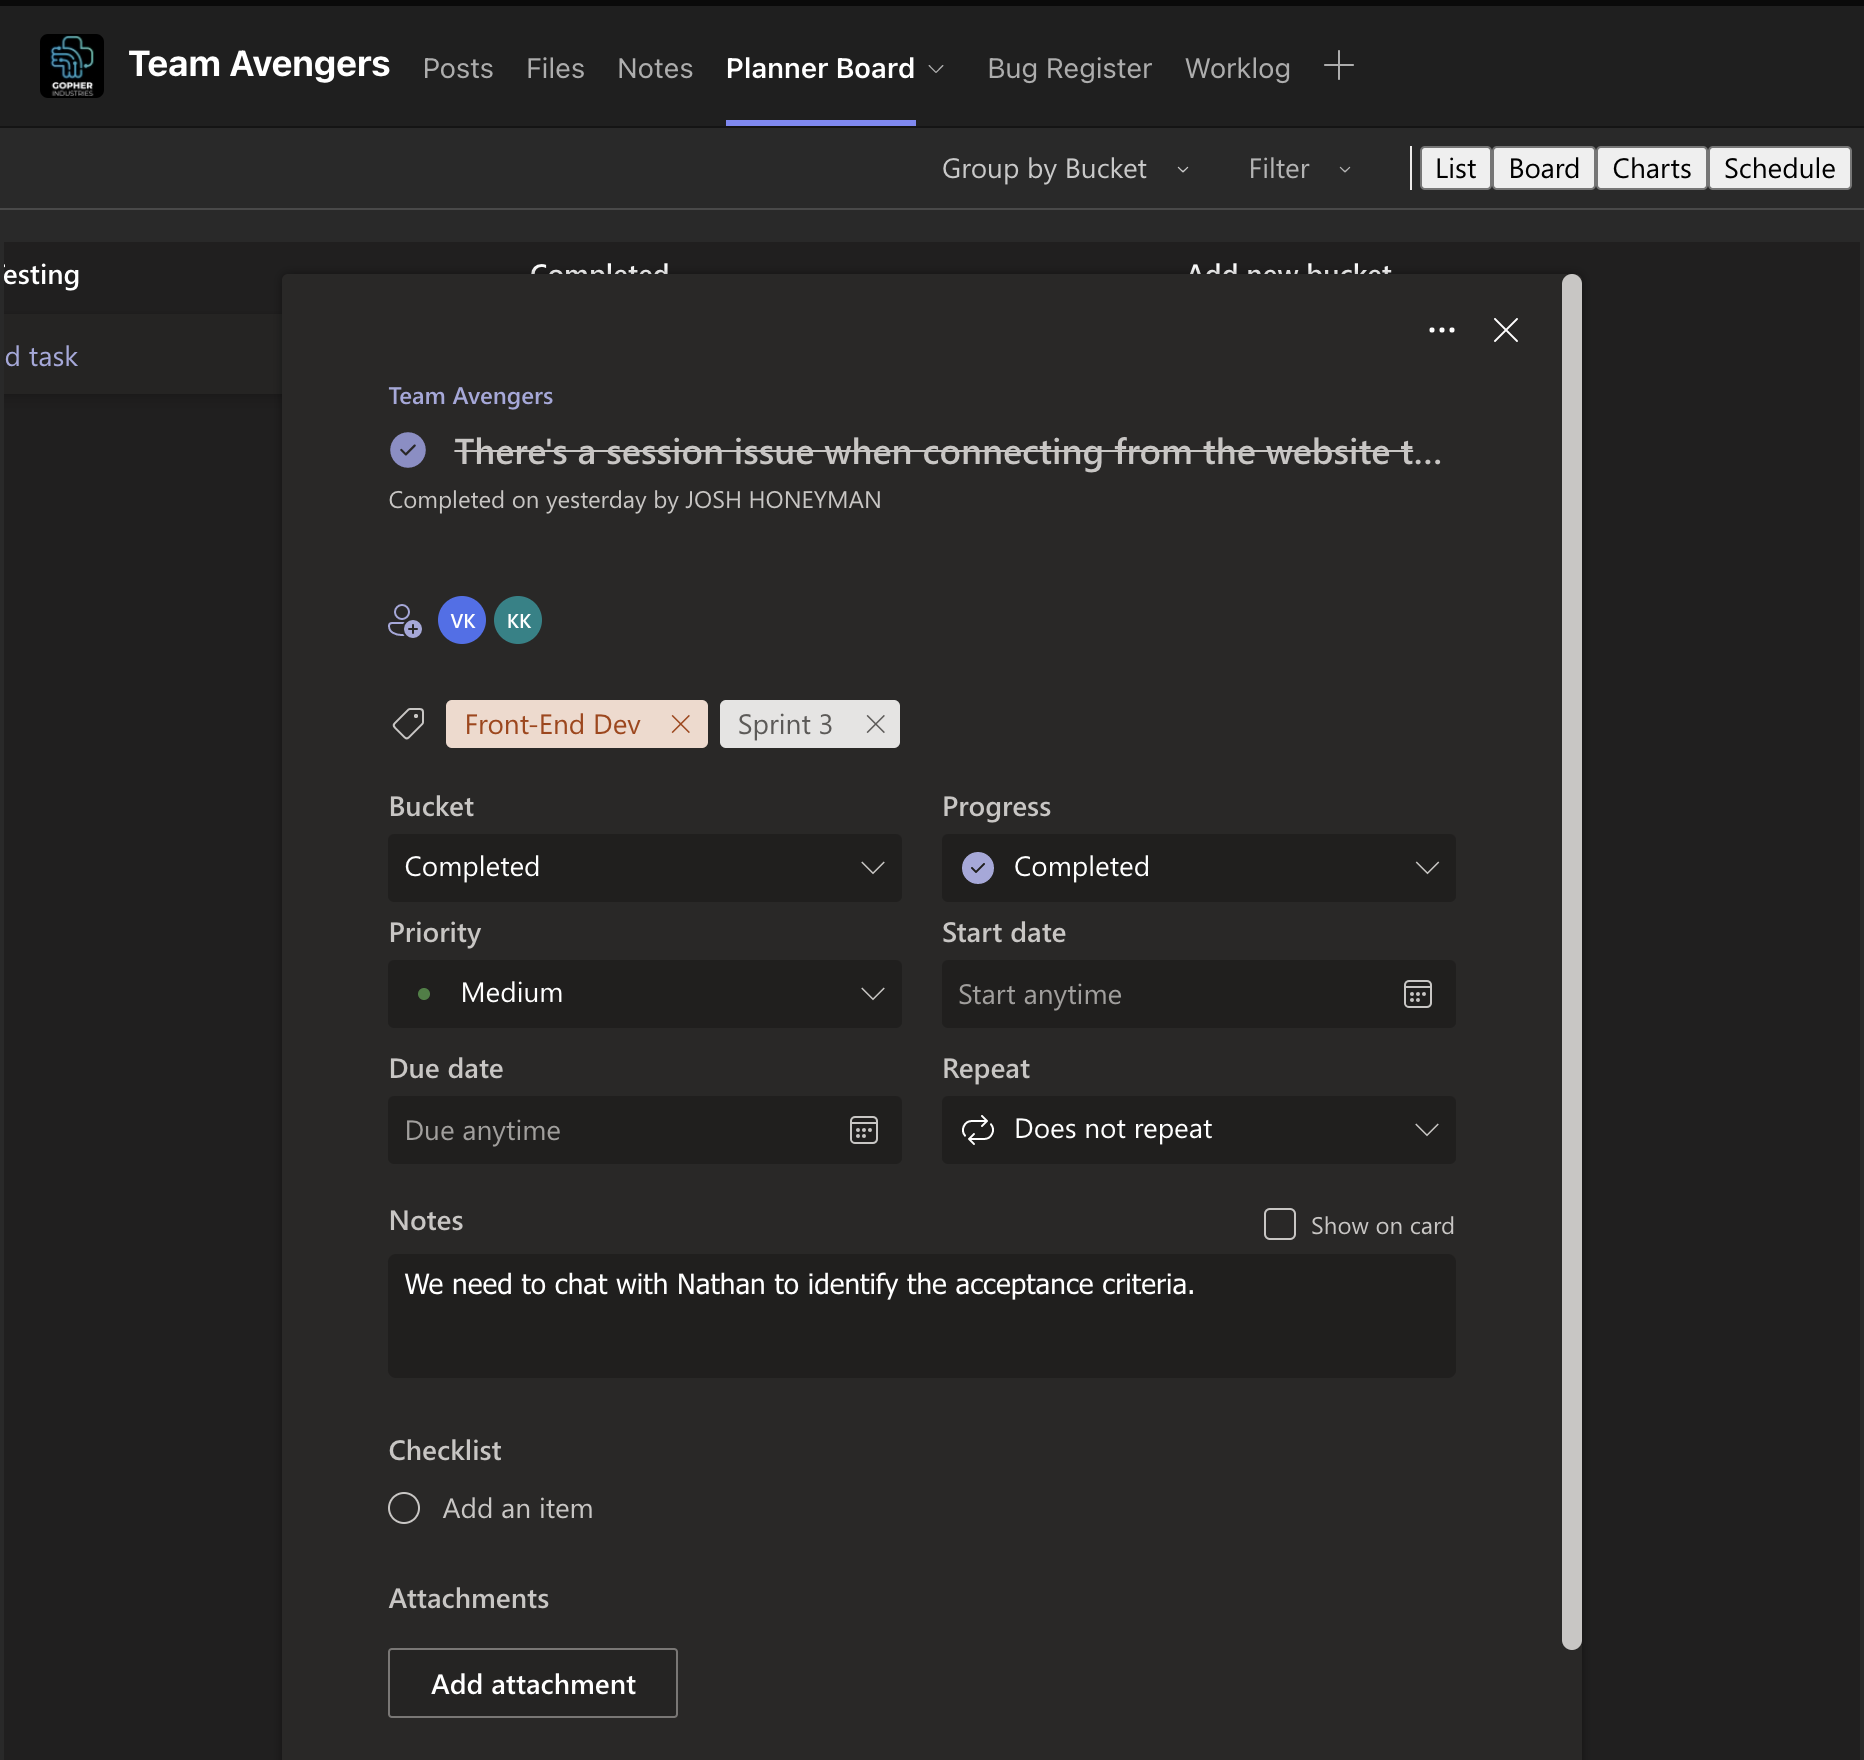 GOPHER
INDUSTRIES
Team Avengers
Posts
Files
Notes
Planner Board
Bug Register
Worklog
Group by Bucket
Filter
List
Board
Charts
Schedule
esting
Completed
Add new bucket
d task
Team Avengers
There's a session issue when connecting from the website t...
Completed on yesterday by JOSH HONEYMAN
VK
KK
Front-End Dev
Sprint 3
Bucket
Progress
Completed
Completed
Priority
Start date
Medium
Start anytime
Due date
Repeat
Due anytime
Does not repeat
Notes
Show on card
We need to chat with Nathan to identify the acceptance criteria.
Checklist
Add an item
Attachments
Add attachment